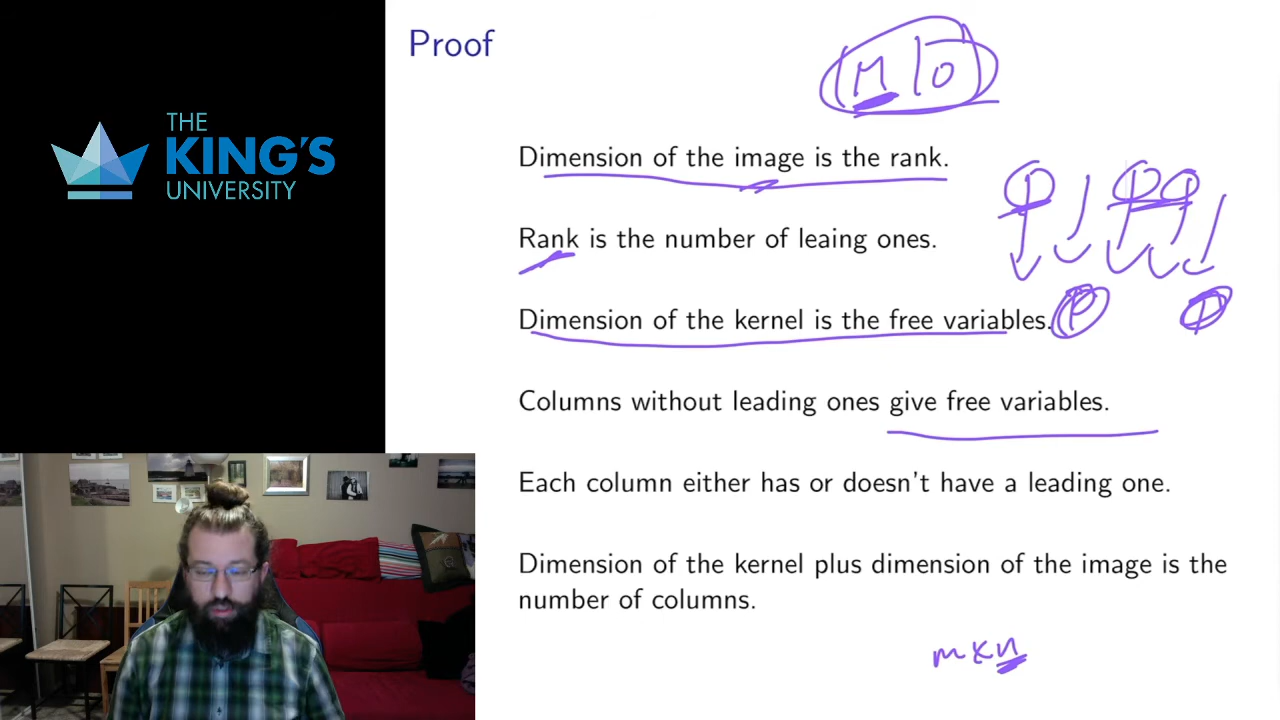 THE
KING'S
UNIVERSITY
Proof
M | 0
Dimension of the image is the rank.
Rank is the number of leaing ones.
Dimension of the kernel is the free variables.
Columns without leading ones give free variables.
Each column either has or doesn't have a leading one.
Dimension of the kernel plus dimension of the image is the
number of columns.
m × n